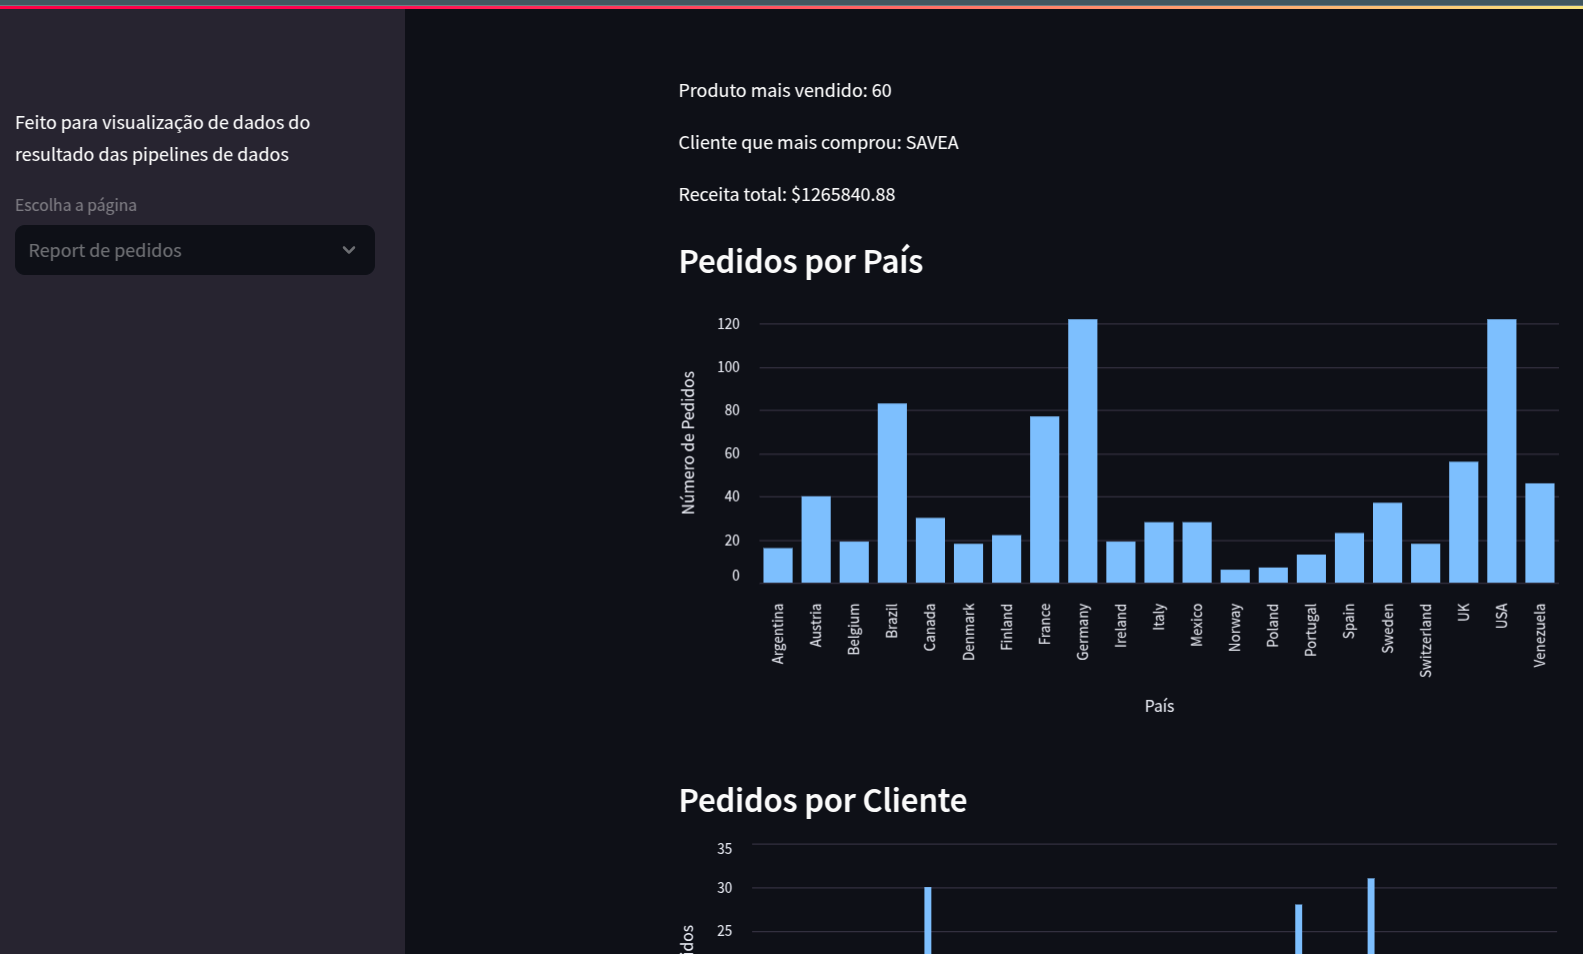 Feito para visualização de dados do
resultado das pipelines de dados
Escolha a página
Report de pedidos
Produto mais vendido: 60
Cliente que mais comprou: SAVEA
Receita total: $1265840.88
Pedidos por País
Número de Pedidos
120
100
80
60
40
20
0
Argentina
Austria
Belgium
Brazil
Canada
Denmark
Finland
France
Germany
Ireland
Italy
Mexico
Norway
Poland
Portugal
Spain
Sweden
Switzerland
UK
USA
Venezuela
País
Pedidos por Cliente
35
30
25